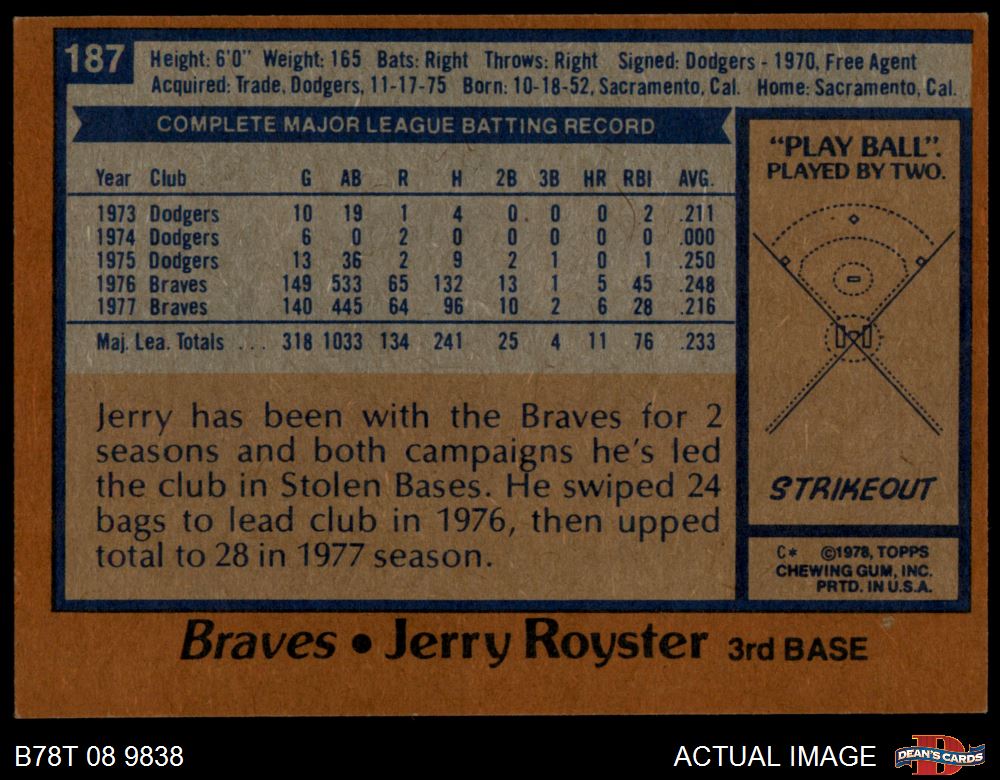 187
Height: 6'0" Weight: 165 Bats: Right Throws: Right Signed: Dodgers - 1970, Free Agent
Acquired: Trade, Dodgers, 11-17-75 Born: 10-18-52, Sacramento, Cal. Home: Sacramento, Cal.
COMPLETE MAJOR LEAGUE BATTING RECORD
Year Club G AB R H 2B 3B HR RBI AVG.
1973 Dodgers 10 19 1 4 0 0 0 2 .211
1974 Dodgers 6 0 2 0 0 0 0 0 .000
1975 Dodgers 13 36 2 9 2 1 0 1 .250
1976 Braves 149 533 65 132 13 1 5 45 .248
1977 Braves 140 445 64 96 10 2 6 28 .216
Maj. Lea. Totals ... 318 1033 134 241 25 4 11 76 .233
Jerry has been with the Braves for 2
seasons and both campaigns he's led
the club in Stolen Bases. He swiped 24
bags to lead club in 1976, then upped
total to 28 in 1977 season.
"PLAY BALL".
PLAYED BY TWO.
STRIKEOUT
C* ©1978, TOPPS
CHEWING GUM, INC.
PRTD. IN U.S.A.
Braves • Jerry Royster 3rd BASE
B78T 08 9838
ACTUAL IMAGE
D
DEAN'S CARDS